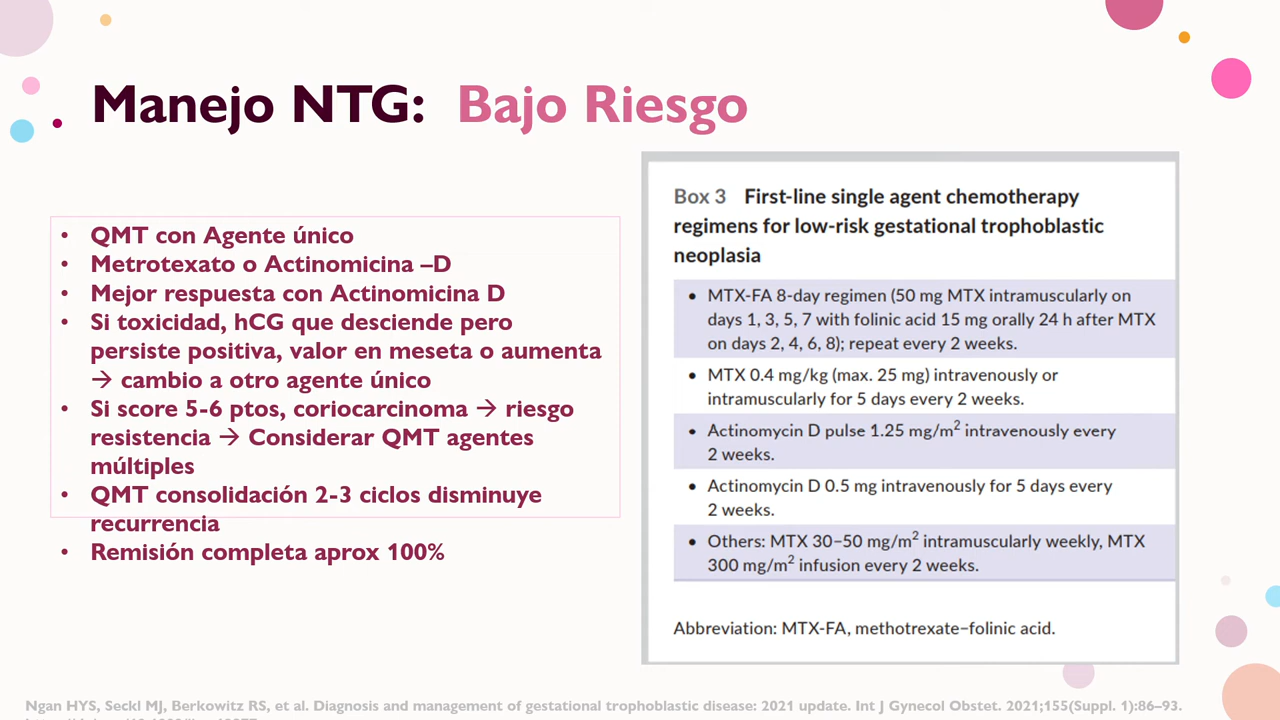 Manejo NTG: Bajo Riesgo
• QMT con Agente único
• Metrotexato o Actinomicina –D
• Mejor respuesta con Actinomicina D
• Si toxicidad, hCG que desciende pero
persiste positiva, valor en meseta o aumenta
→ cambio a otro agente único
• Si score 5-6 ptos, coriocarcinoma → riesgo
resistencia → Considerar QMT agentes
múltiples
• QMT consolidación 2-3 ciclos disminuye
recurrencia
• Remisión completa aprox 100%
Box 3 First-line single agent chemotherapy
regimens for low-risk gestational trophoblastic
neoplasia
• MTX-FA 8-day regimen (50 mg MTX intramuscularly on
days 1, 3, 5, 7 with folinic acid 15 mg orally 24 h after MTX
on days 2, 4, 6, 8); repeat every 2 weeks.
• MTX 0.4 mg/kg (max. 25 mg) intravenously or
intramuscularly for 5 days every 2 weeks.
• Actinomycin D pulse 1.25 mg/m² intravenously every
2 weeks.
• Actinomycin D 0.5 mg intravenously for 5 days every
2 weeks.
• Others: MTX 30–50 mg/m² intramuscularly weekly, MTX
300 mg/m² infusion every 2 weeks.
Abbreviation: MTX-FA, methotrexate–folinic acid.
Ngan HYS, Seckl MJ, Berkowitz RS, et al. Diagnosis and management of gestational trophoblastic disease: 2021 update. Int J Gynecol Obstet. 2021;155(Suppl. 1):86–93.